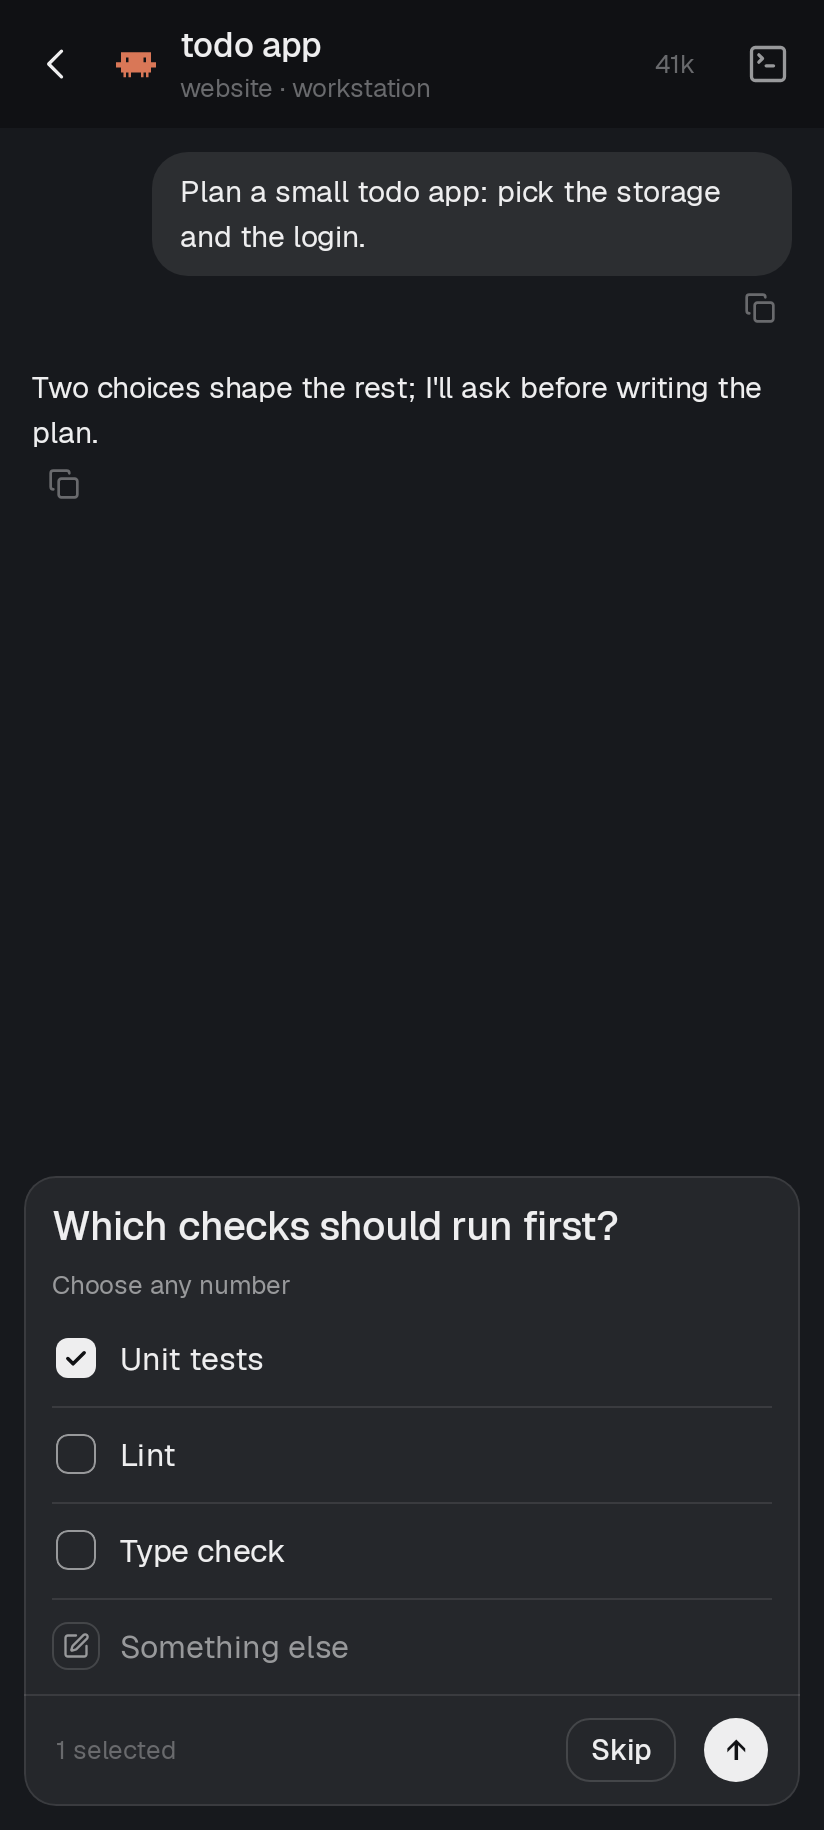 todo app
website · workstation
41k
Plan a small todo app: pick the storage
and the login.
Two choices shape the rest; I'll ask before writing the
plan.
Which checks should run first?
Choose any number
Unit tests
Lint
Type check
Something else
1 selected
Skip